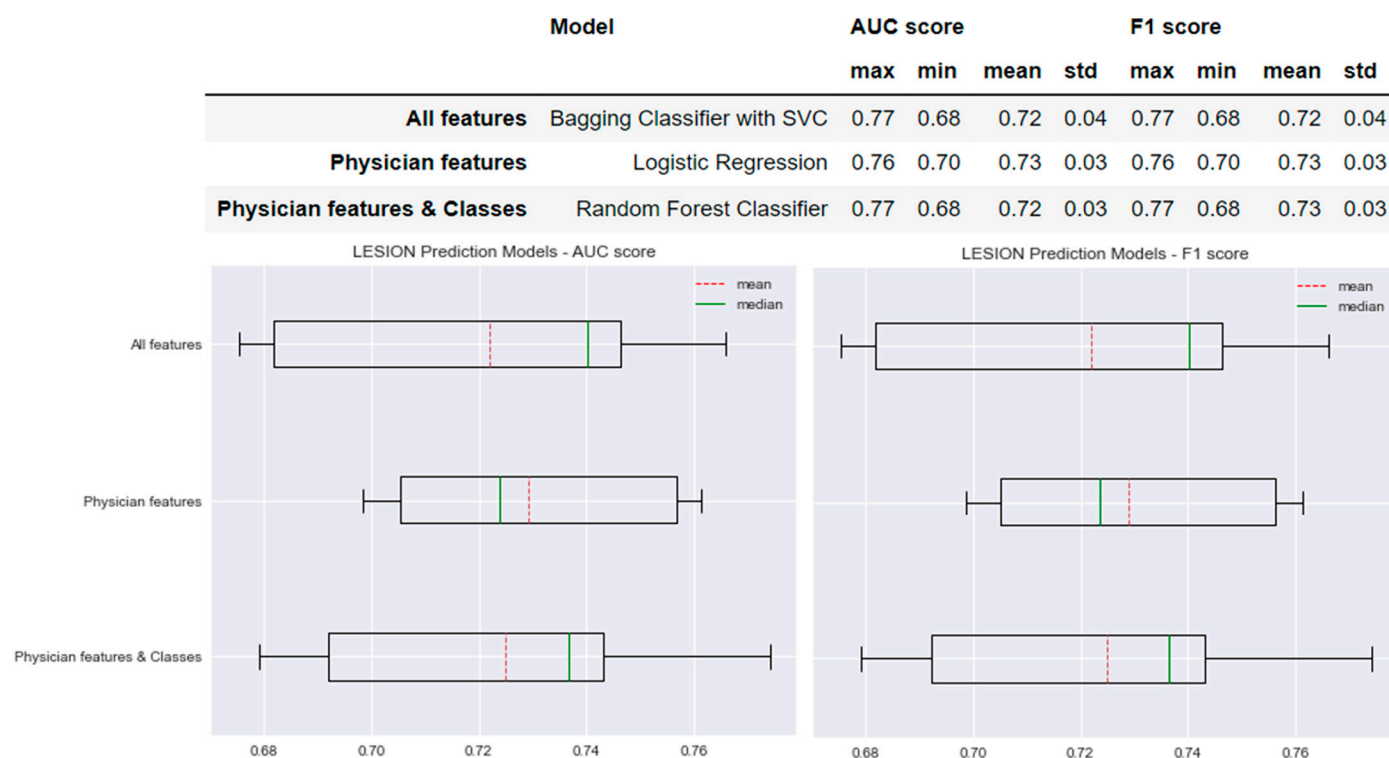 Model AUC score F1 score
max min mean std max min mean std
All features Bagging Classifier with SVC 0.77 0.68 0.72 0.04 0.77 0.68 0.72 0.04
Physician features Logistic Regression 0.76 0.70 0.73 0.03 0.76 0.70 0.73 0.03
Physician features & Classes Random Forest Classifier 0.77 0.68 0.72 0.03 0.77 0.68 0.73 0.03
LESION Prediction Models - AUC score
mean
median
All features
Physician features
Physician features & Classes
0.68 0.70 0.72 0.74 0.76
LESION Prediction Models - F1 score
mean
median
0.68 0.70 0.72 0.74 0.76